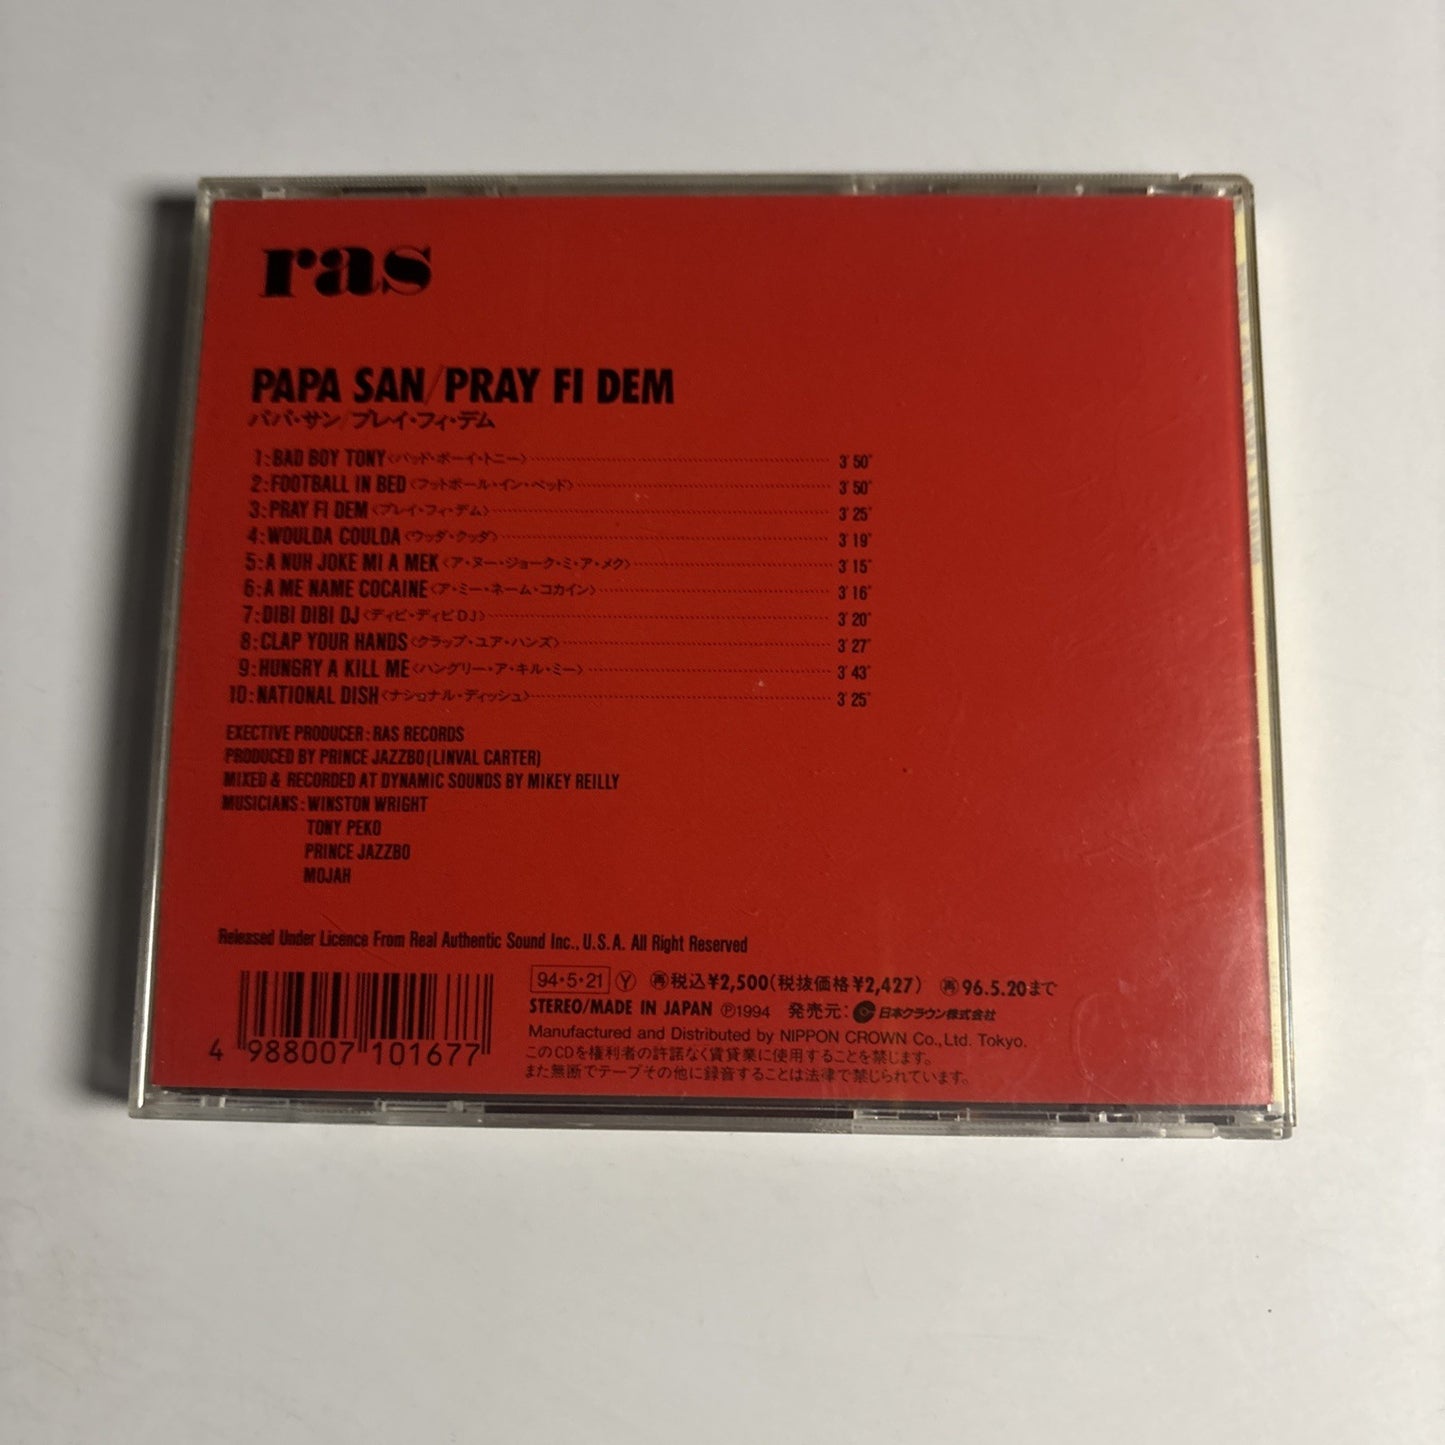 ras
PAPA SAN/PRAY FI DEM
パパ・サン/プレイ・フィ・デム
1:BAD BOY TONY〈バッド・ボーイ・トニー〉 3'50"
2:FOOTBALL IN BED〈フットボール・イン・ベッド〉 3'50"
3:PRAY FI DEM〈プレイ・フィ・デム〉 3'25"
4:WOULDA COULDA〈ウッダ・クッダ〉 3'19"
5:A NUH JOKE MI A MEK〈ア・ヌー・ジョーク・ミ・ア・メク〉 3'15"
6:A ME NAME COCAINE〈ア・ミー・ネーム・コカイン〉 3'16"
7:DIBI DIBI DJ〈ディビ・ディビDJ〉 3'20"
8:CLAP YOUR HANDS〈クラップ・ユア・ハンズ〉 3'27"
9:HUNGRY A KILL ME〈ハングリー・ア・キル・ミー〉 3'43"
10:NATIONAL DISH〈ナショナル・ディッシュ〉 3'25"
EXECTIVE PRODUCER:RAS RECORDS
PRODUCED BY PRINCE JAZZBO(LINVAL CARTER)
MIXED & RECORDED AT DYNAMIC SOUNDS BY MIKEY REILLY
MUSICIANS:WINSTON WRIGHT
TONY PEKO
PRINCE JAZZBO
MOJAH
Released Under Licence From Real Authentic Sound Inc., U.S.A. All Right Reserved
94・5・21 Ⓨ ㊞税込¥2,500(税抜価格¥2,427) 再96.5.20まで
STEREO/MADE IN JAPAN Ⓟ1994 発売元:日本クラウン株式会社
Manufactured and Distributed by NIPPON CROWN Co.,Ltd. Tokyo.
このCDを権利者の許諾なく賃貸業に使用することを禁じます。
また無断でテープその他に録音することは法律で禁じられています。
4 988007 101677